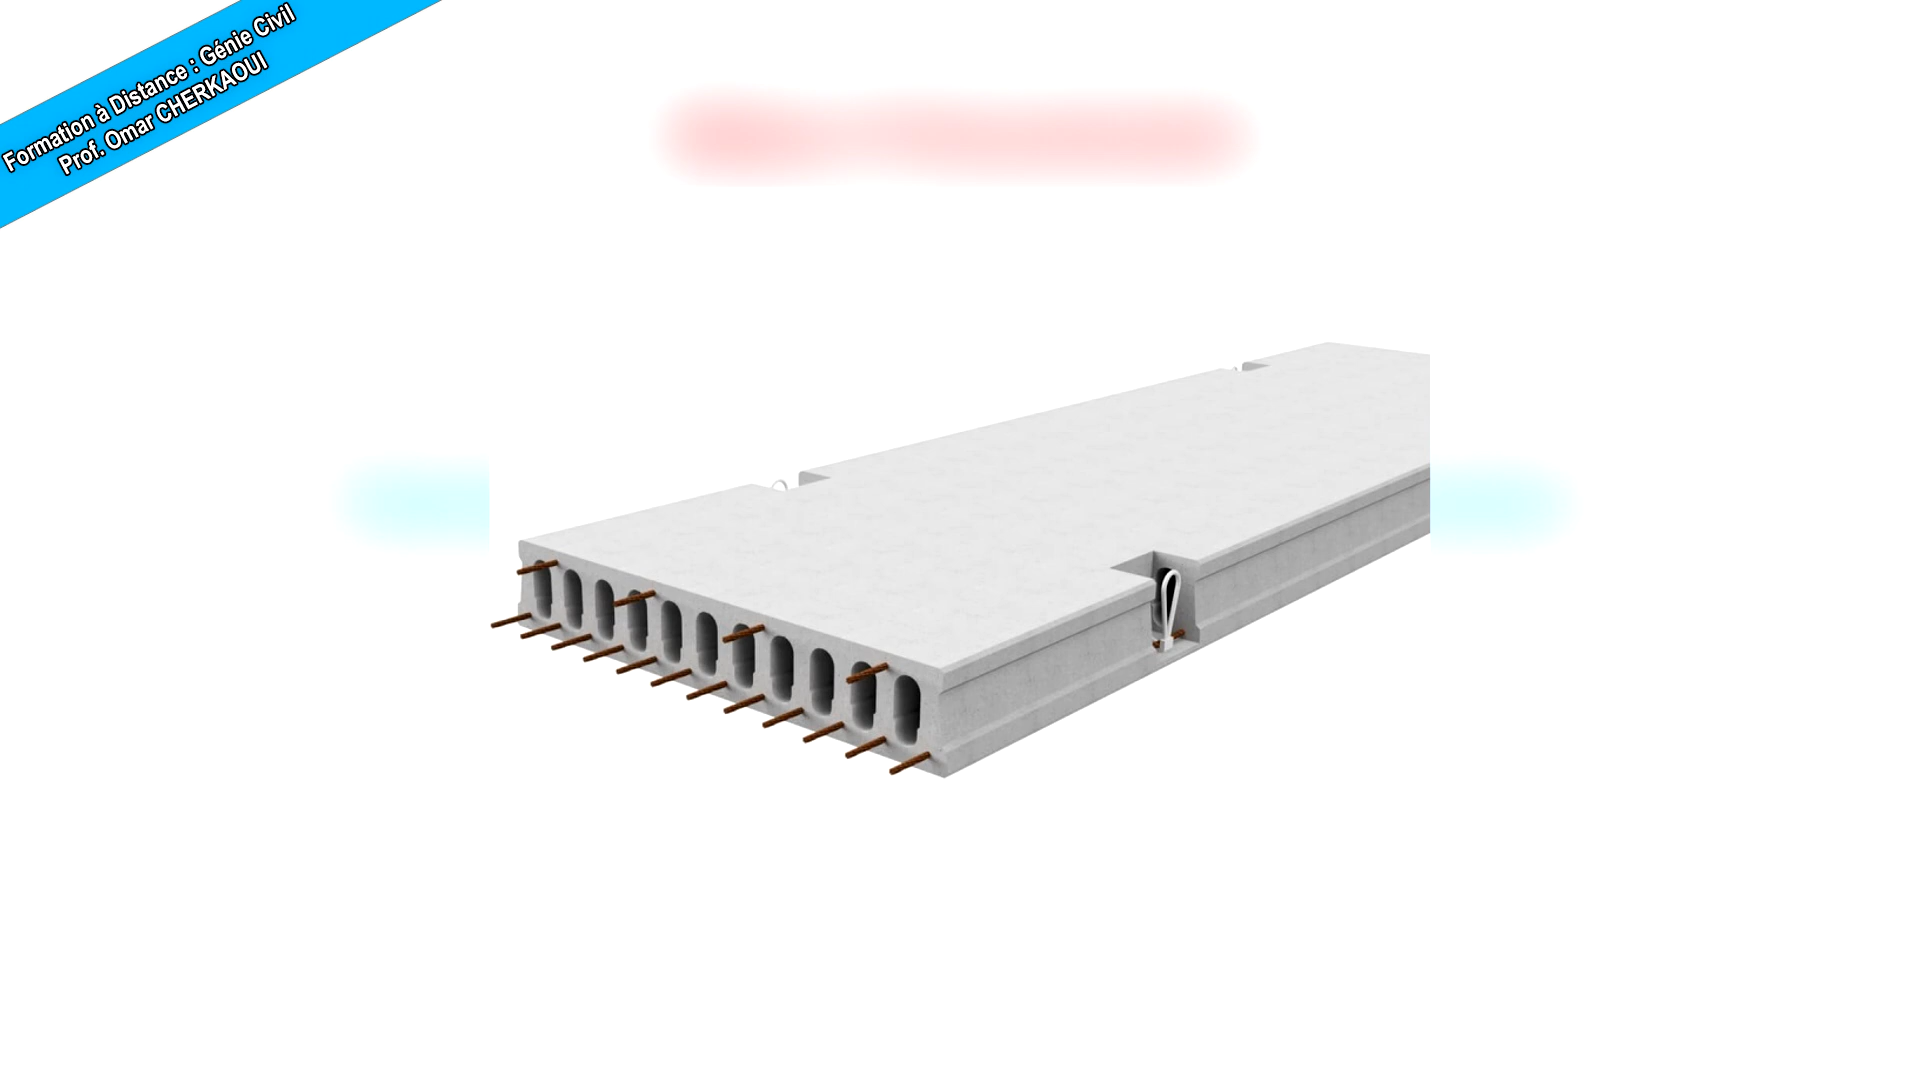 Formation à Distance : Génie Civil
Prof. Omar CHERKAOUI